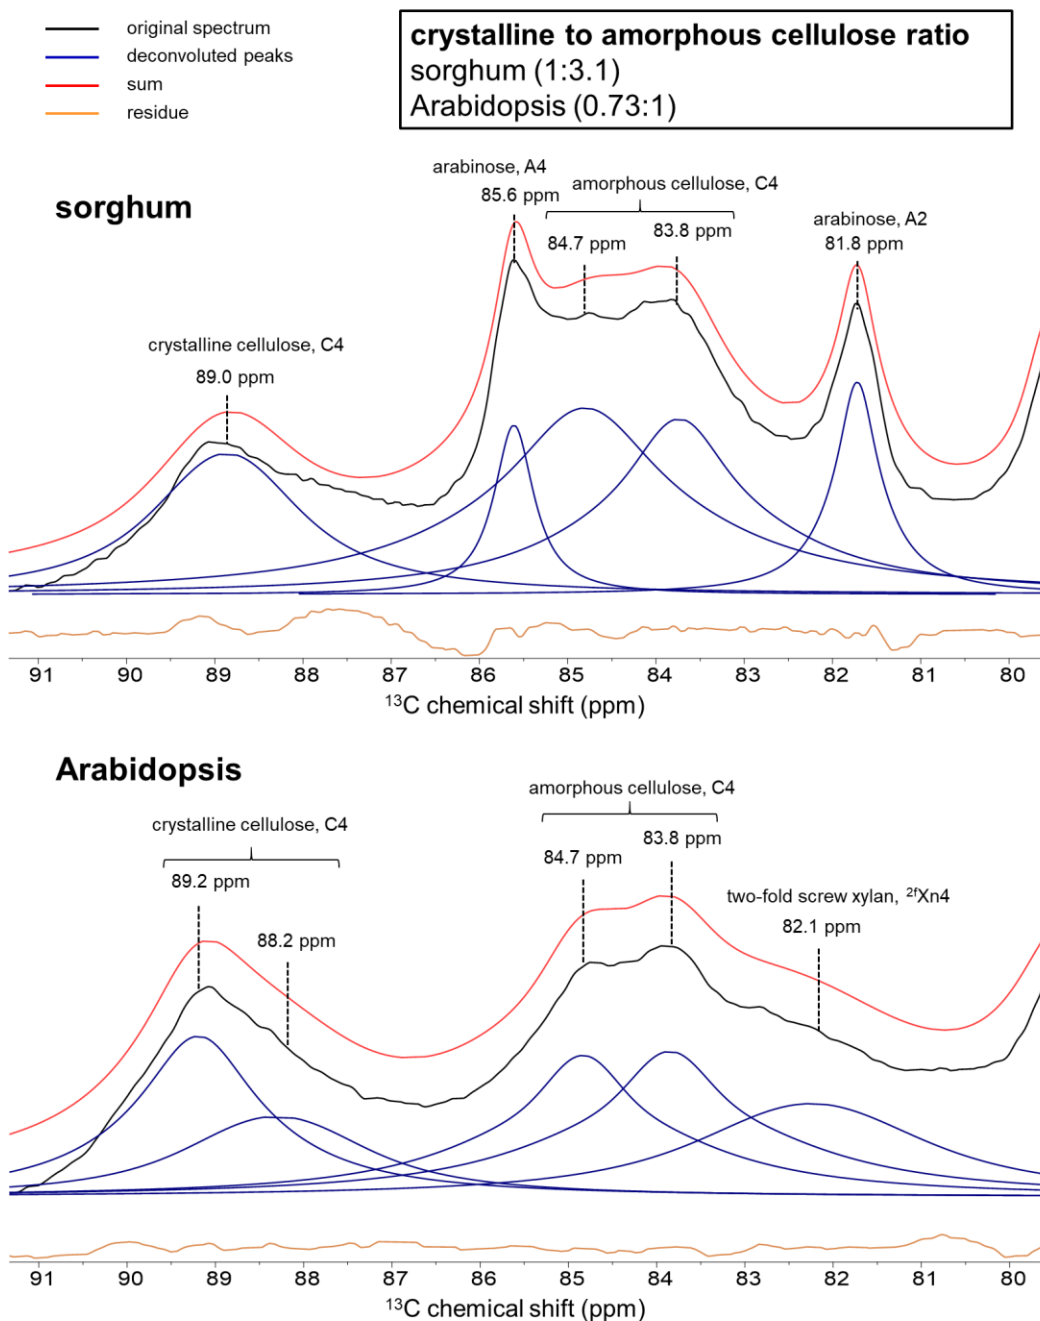 original spectrum
deconvoluted peaks
sum
residue
crystalline to amorphous cellulose ratio
sorghum (1:3.1)
Arabidopsis (0.73:1)
sorghum
arabinose, A4
85.6 ppm
amorphous cellulose, C4
84.7 ppm
83.8 ppm
arabinose, A2
81.8 ppm
crystalline cellulose, C4
89.0 ppm
91 90 89 88 87 86 85 84 83 82 81 80
¹³C chemical shift (ppm)
Arabidopsis
crystalline cellulose, C4
89.2 ppm
88.2 ppm
amorphous cellulose, C4
84.7 ppm
83.8 ppm
two-fold screw xylan, ²ᶠXn4
82.1 ppm
91 90 89 88 87 86 85 84 83 82 81 80
¹³C chemical shift (ppm)